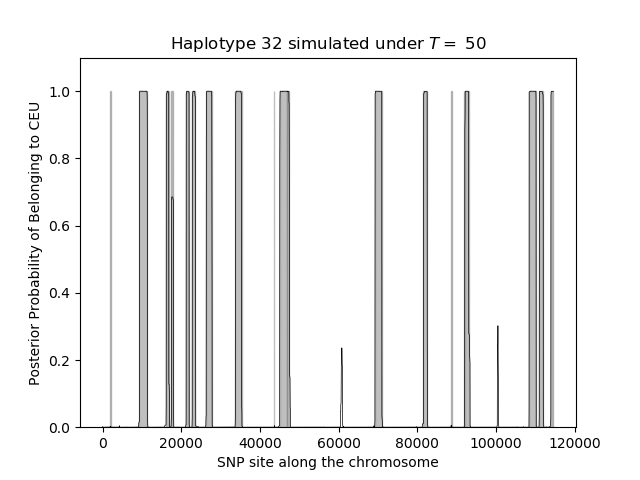 Haplotype 32 simulated under T = 50
Posterior Probability of Belonging to CEU
1.0
0.8
0.6
0.4
0.2
0.0
0 20000 40000 60000 80000 100000 120000
SNP site along the chromosome